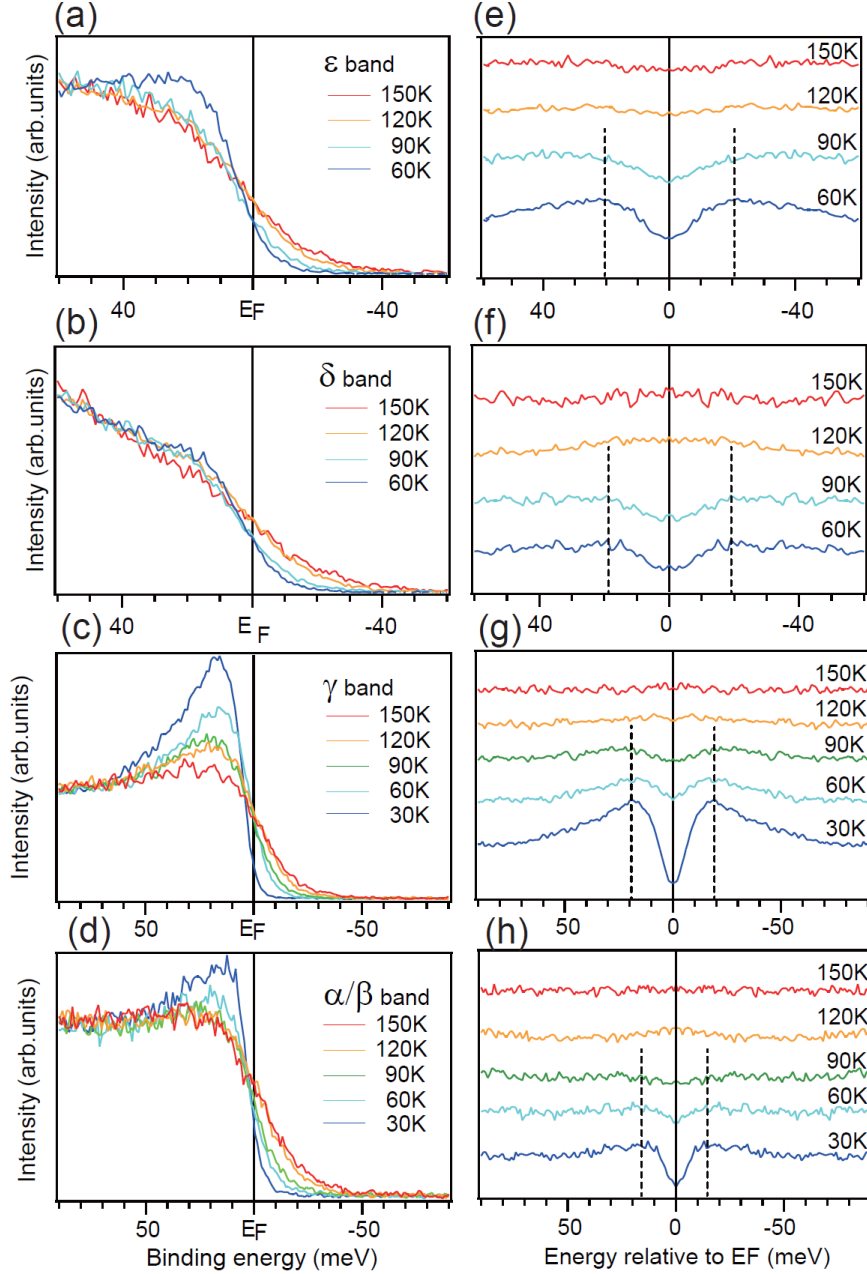 (a)
Intensity (arb.units)
ε band
150K
120K
90K
60K
40
EF
-40
(e)
150K
120K
90K
60K
40
0
-40
(b)
Intensity (arb.units)
δ band
150K
120K
90K
60K
40
EF
-40
(f)
150K
120K
90K
60K
40
0
-40
(c)
Intensity (arb.units)
γ band
150K
120K
90K
60K
30K
50
EF
-50
(g)
150K
120K
90K
60K
30K
50
0
-50
(d)
Intensity (arb.units)
α/β band
150K
120K
90K
60K
30K
50
EF
-50
Binding energy (meV)
(h)
150K
120K
90K
60K
30K
50
0
-50
Energy relative to EF (meV)